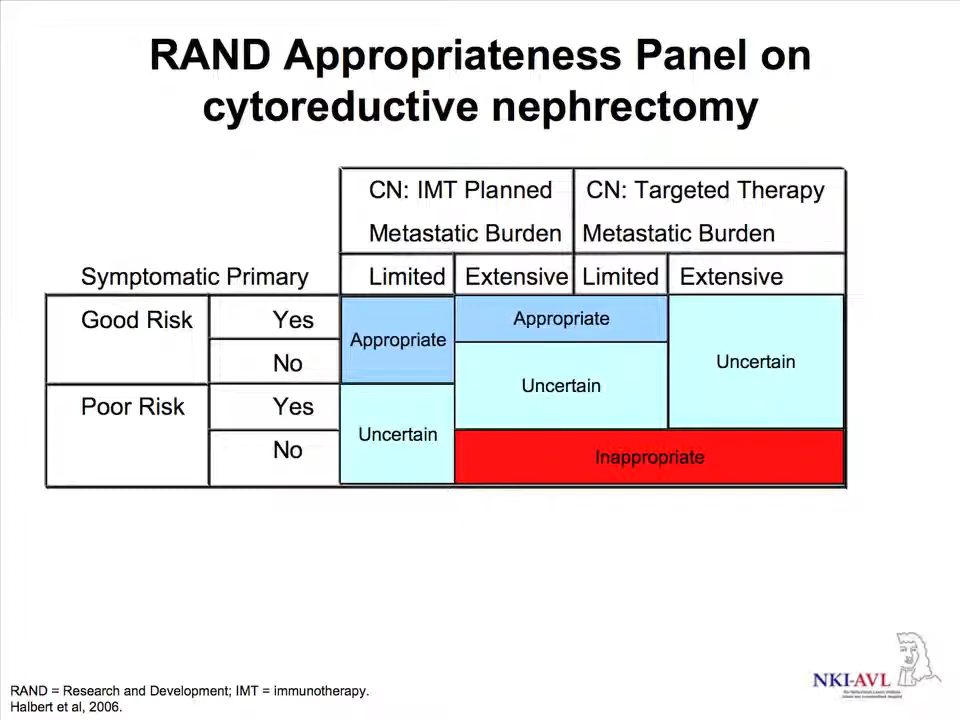 RAND Appropriateness Panel on
cytoreductive nephrectomy
CN: IMT Planned CN: Targeted Therapy
Metastatic Burden Metastatic Burden
Symptomatic Primary Limited Extensive Limited Extensive
Good Risk Yes Appropriate
Appropriate
No Uncertain
Uncertain
Poor Risk Yes
Uncertain
No Inappropriate
NKI-AVL
RAND = Research and Development; IMT = immunotherapy.
Halbert et al, 2006.